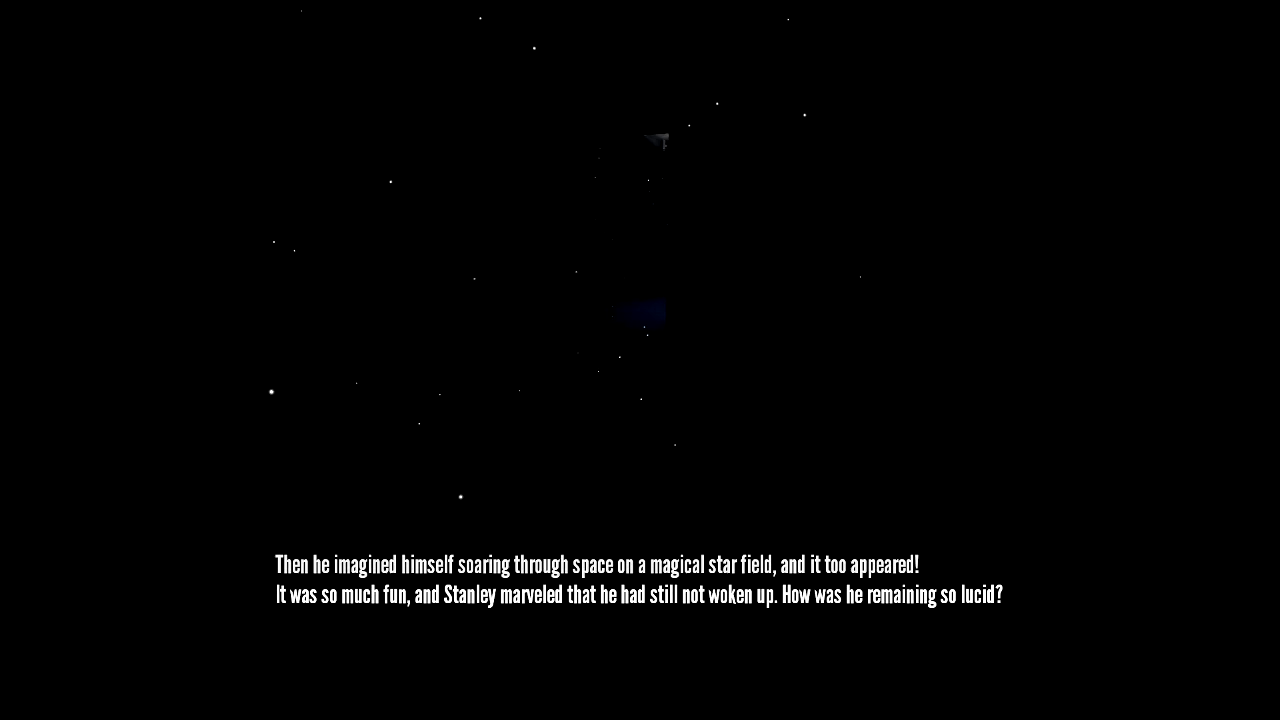 Then he imagined himself soaring through space on a magical star field, and it too appeared!
It was so much fun, and Stanley marveled that he had still not woken up. How was he remaining so lucid?